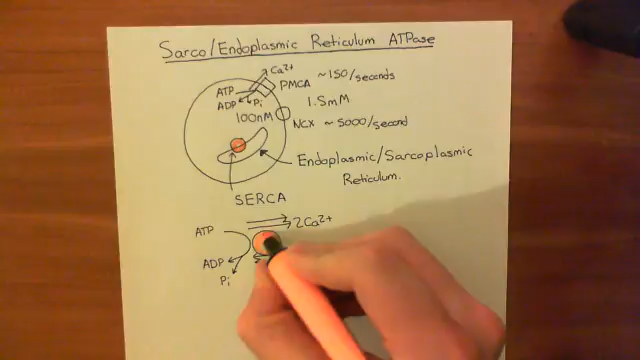 Sarco/Endoplasmic Reticulum ATPase
Ca2+
ATP
PMCA ~150/seconds
ADP
Pi
1.5mM
100nM
NCX ~5000/second
Endoplasmic/Sarcoplasmic
Reticulum.
SERCA
ATP
2Ca2+
ADP
Pi